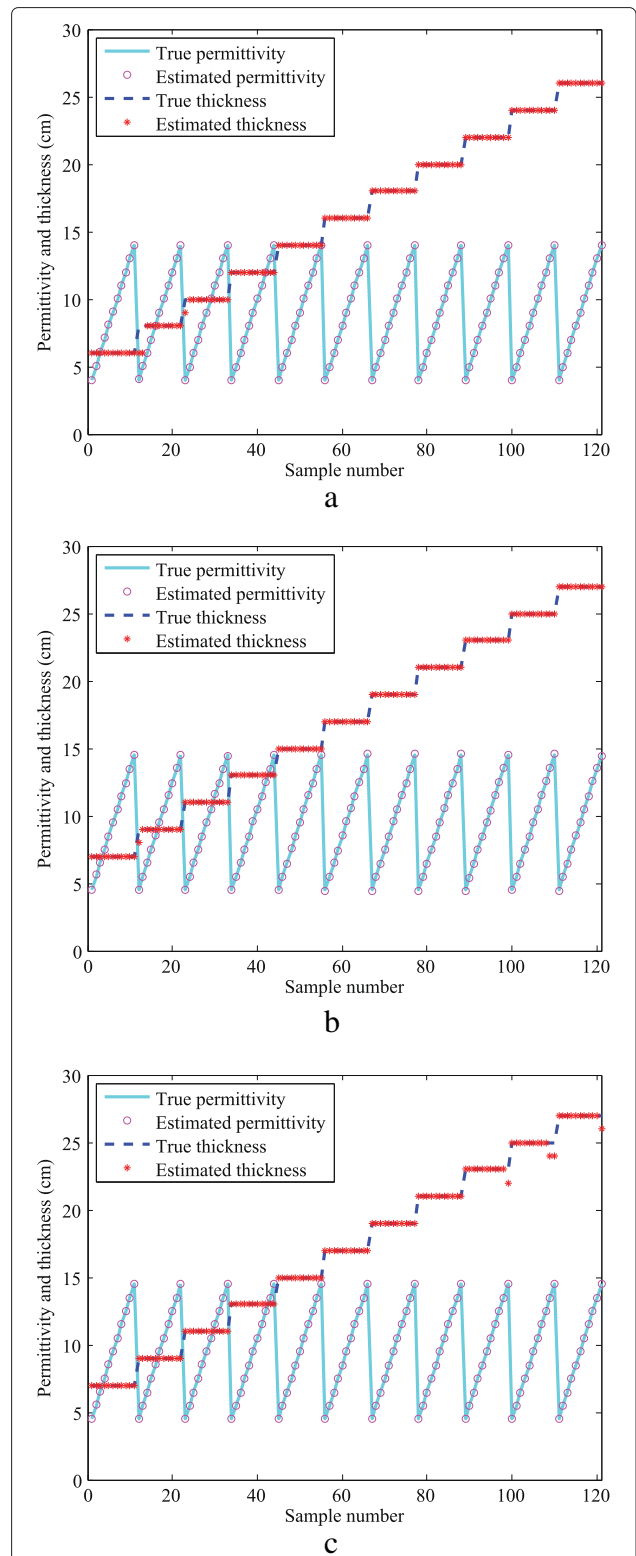 30
25
20
15
10
5
0
Permittivity and thickness (cm)
True permittivity
Estimated permittivity
True thickness
Estimated thickness
0 20 40 60 80 100 120
Sample number
a
30
25
20
15
10
5
0
Permittivity and thickness (cm)
True permittivity
Estimated permittivity
True thickness
Estimated thickness
0 20 40 60 80 100 120
Sample number
b
30
25
20
15
10
5
0
Permittivity and thickness (cm)
True permittivity
Estimated permittivity
True thickness
Estimated thickness
0 20 40 60 80 100 120
Sample number
c